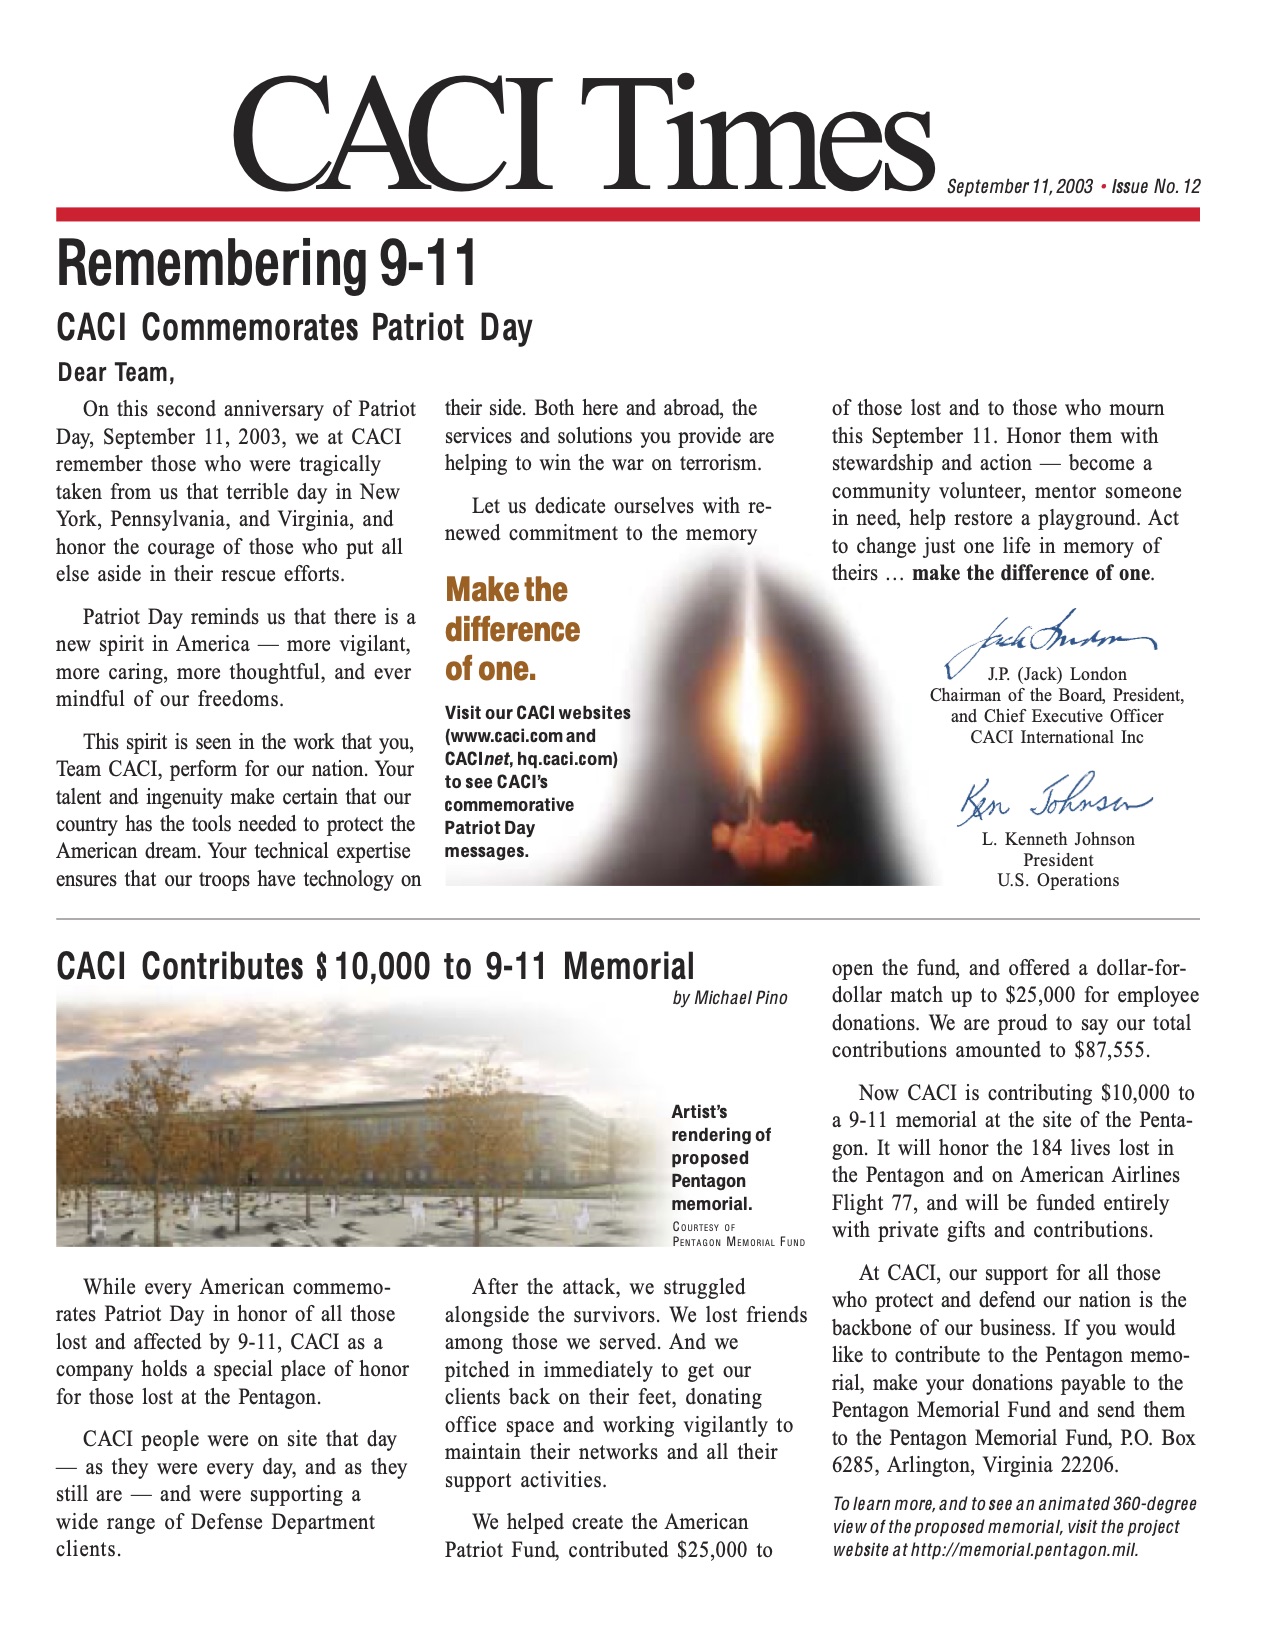 CACI Times
September 11, 2003 • Issue No. 12
Remembering 9-11
CACI Commemorates Patriot Day
Dear Team,
On this second anniversary of Patriot
Day, September 11, 2003, we at CACI
remember those who were tragically
taken from us that terrible day in New
York, Pennsylvania, and Virginia, and
honor the courage of those who put all
else aside in their rescue efforts.
Patriot Day reminds us that there is a
new spirit in America — more vigilant,
more caring, more thoughtful, and ever
mindful of our freedoms.
This spirit is seen in the work that you,
Team CACI, perform for our nation. Your
talent and ingenuity make certain that our
country has the tools needed to protect the
American dream. Your technical expertise
ensures that our troops have technology on
their side. Both here and abroad, the
services and solutions you provide are
helping to win the war on terrorism.
Let us dedicate ourselves with re-
newed commitment to the memory
Make the
difference
of one.
Visit our CACI websites
(www.caci.com and
CACInet, hq.caci.com)
to see CACI's
commemorative
Patriot Day
messages.
of those lost and to those who mourn
this September 11. Honor them with
stewardship and action — become a
community volunteer, mentor someone
in need, help restore a playground. Act
to change just one life in memory of
theirs … make the difference of one.
Jack London
J.P. (Jack) London
Chairman of the Board, President,
and Chief Executive Officer
CACI International Inc
Ken Johnson
L. Kenneth Johnson
President
U.S. Operations
CACI Contributes $10,000 to 9-11 Memorial
by Michael Pino
Artist's
rendering of
proposed
Pentagon
memorial.
Courtesy of
Pentagon Memorial Fund
While every American commemo-
rates Patriot Day in honor of all those
lost and affected by 9-11, CACI as a
company holds a special place of honor
for those lost at the Pentagon.
CACI people were on site that day
— as they were every day, and as they
still are — and were supporting a
wide range of Defense Department
clients.
After the attack, we struggled
alongside the survivors. We lost friends
among those we served. And we
pitched in immediately to get our
clients back on their feet, donating
office space and working vigilantly to
maintain their networks and all their
support activities.
We helped create the American
Patriot Fund, contributed $25,000 to
open the fund, and offered a dollar-for-
dollar match up to $25,000 for employee
donations. We are proud to say our total
contributions amounted to $87,555.
Now CACI is contributing $10,000 to
a 9-11 memorial at the site of the Penta-
gon. It will honor the 184 lives lost in
the Pentagon and on American Airlines
Flight 77, and will be funded entirely
with private gifts and contributions.
At CACI, our support for all those
who protect and defend our nation is the
backbone of our business. If you would
like to contribute to the Pentagon memo-
rial, make your donations payable to the
Pentagon Memorial Fund and send them
to the Pentagon Memorial Fund, P.O. Box
6285, Arlington, Virginia 22206.
To learn more, and to see an animated 360-degree
view of the proposed memorial, visit the project
website at http://memorial.pentagon.mil.